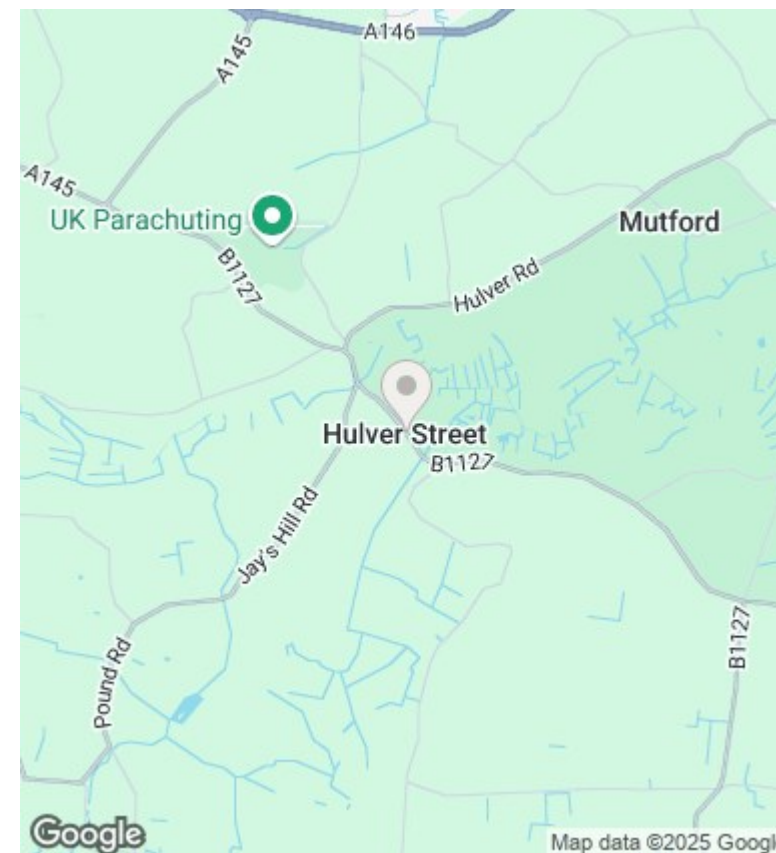 A146
A145
A145
UK Parachuting
Mutford
B1127
Hulver Rd
Hulver Street
B1127
Jay's Hill Rd
B1127
Pound Rd
Google
Map data ©2025 Googl